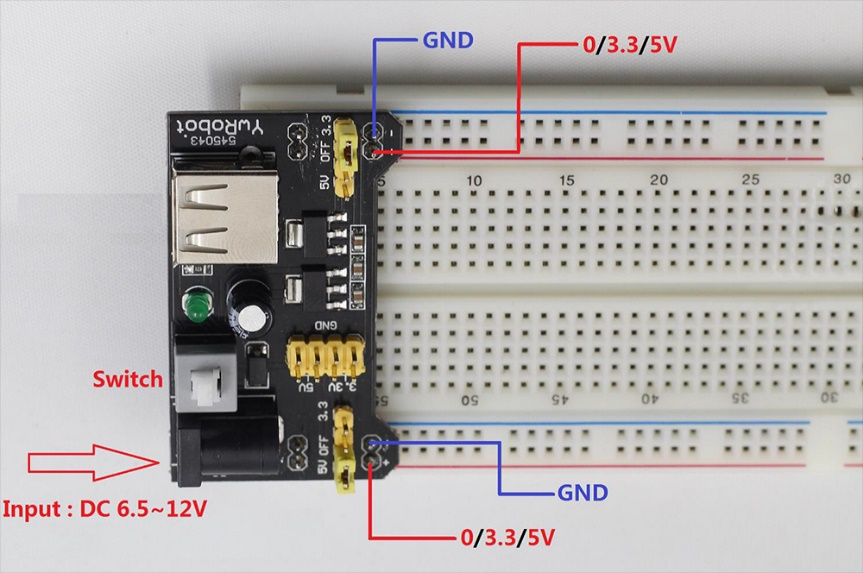 GND
0/3.3/5V
YwRobot
545043
3.3
OFF
5V
-
5
10
15
20
25
30
GND
5V
3.3V
Switch
55
50
45
40
35
30
3.3
OFF
5V
+
GND
Input : DC 6.5~12V
0/3.3/5V